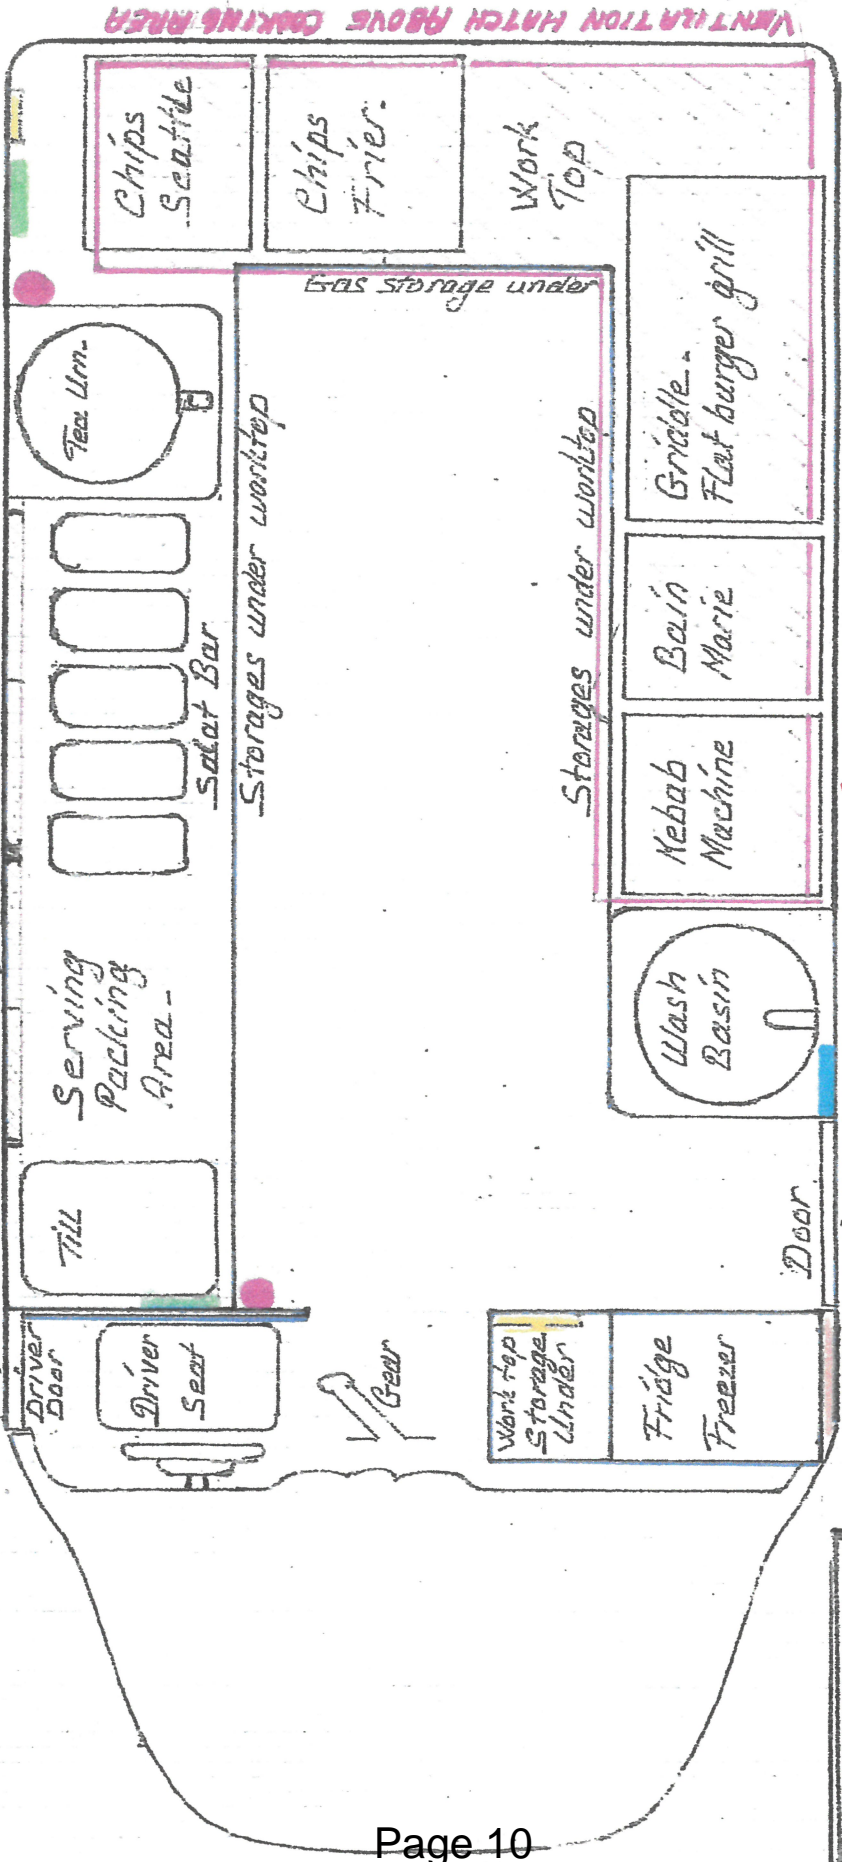 VENTILATION HATCH ABOVE COOKING AREA
Chips
Scattle
Chips
Frier.
Work
Top
Gas storage under
Griddle.
Flat burger grill
Tea Urn.
Storages under worktop
Storages under worktop
Salat Bar
Bain
Marie
Kebab
Machine
Serving
Packing
Area-
Wash
Basin
Till
Door
Driver
Door
Driver
Seat
Gear
Work top
Storage
Under
Fridge
Freezer
Page 10